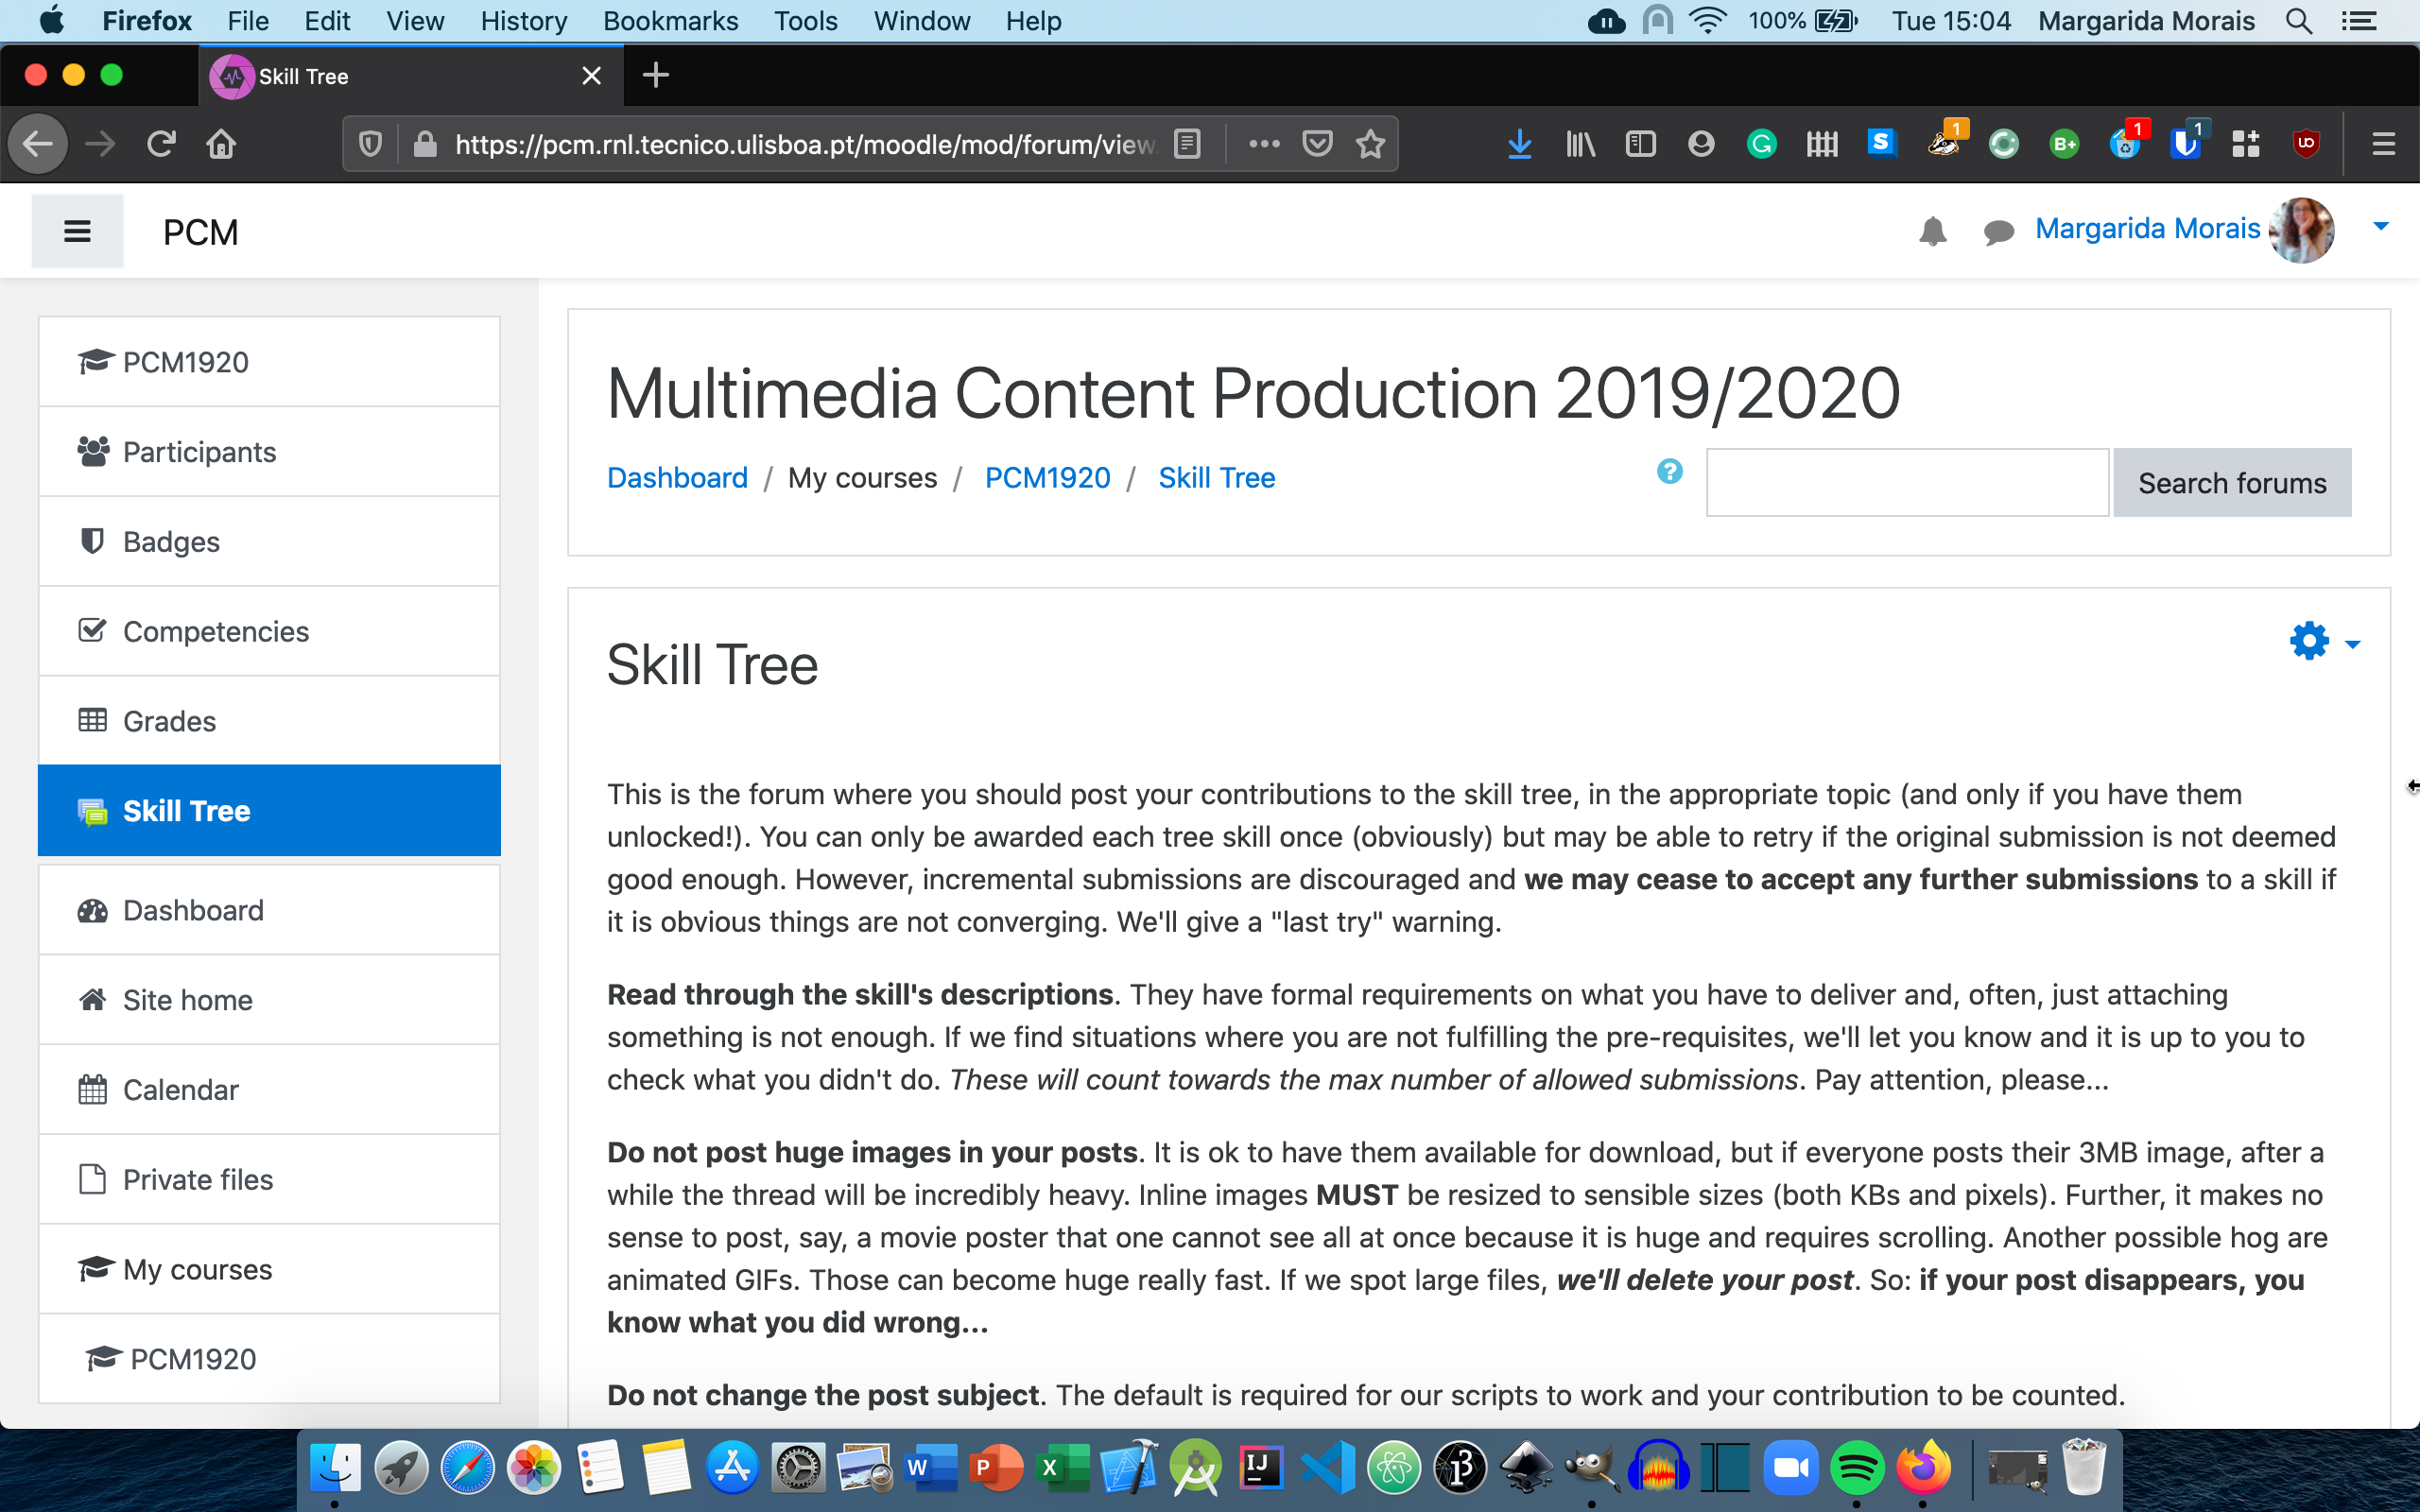 Firefox File Edit View History Bookmarks Tools Window Help 100% Tue 15:04 Margarida Morais
Skill Tree
https://pcm.rnl.tecnico.ulisboa.pt/moodle/mod/forum/view. G S 1 B+ 1 1 UO
PCM Margarida Morais
PCM1920
Participants
Badges
Competencies
Grades
Skill Tree
Dashboard
Site home
Calendar
Private files
My courses
PCM1920
Multimedia Content Production 2019/2020
Dashboard / My courses / PCM1920 / Skill Tree ? Search forums
Skill Tree
This is the forum where you should post your contributions to the skill tree, in the appropriate topic (and only if you have them
unlocked!). You can only be awarded each tree skill once (obviously) but may be able to retry if the original submission is not deemed
good enough. However, incremental submissions are discouraged and we may cease to accept any further submissions to a skill if
it is obvious things are not converging. We'll give a "last try" warning.
Read through the skill's descriptions. They have formal requirements on what you have to deliver and, often, just attaching
something is not enough. If we find situations where you are not fulfilling the pre-requisites, we'll let you know and it is up to you to
check what you didn't do. These will count towards the max number of allowed submissions. Pay attention, please...
Do not post huge images in your posts. It is ok to have them available for download, but if everyone posts their 3MB image, after a
while the thread will be incredibly heavy. Inline images MUST be resized to sensible sizes (both KBs and pixels). Further, it makes no
sense to post, say, a movie poster that one cannot see all at once because it is huge and requires scrolling. Another possible hog are
animated GIFs. Those can become huge really fast. If we spot large files, we'll delete your post. So: if your post disappears, you
know what you did wrong...
Do not change the post subject. The default is required for our scripts to work and your contribution to be counted.
W P X IJ